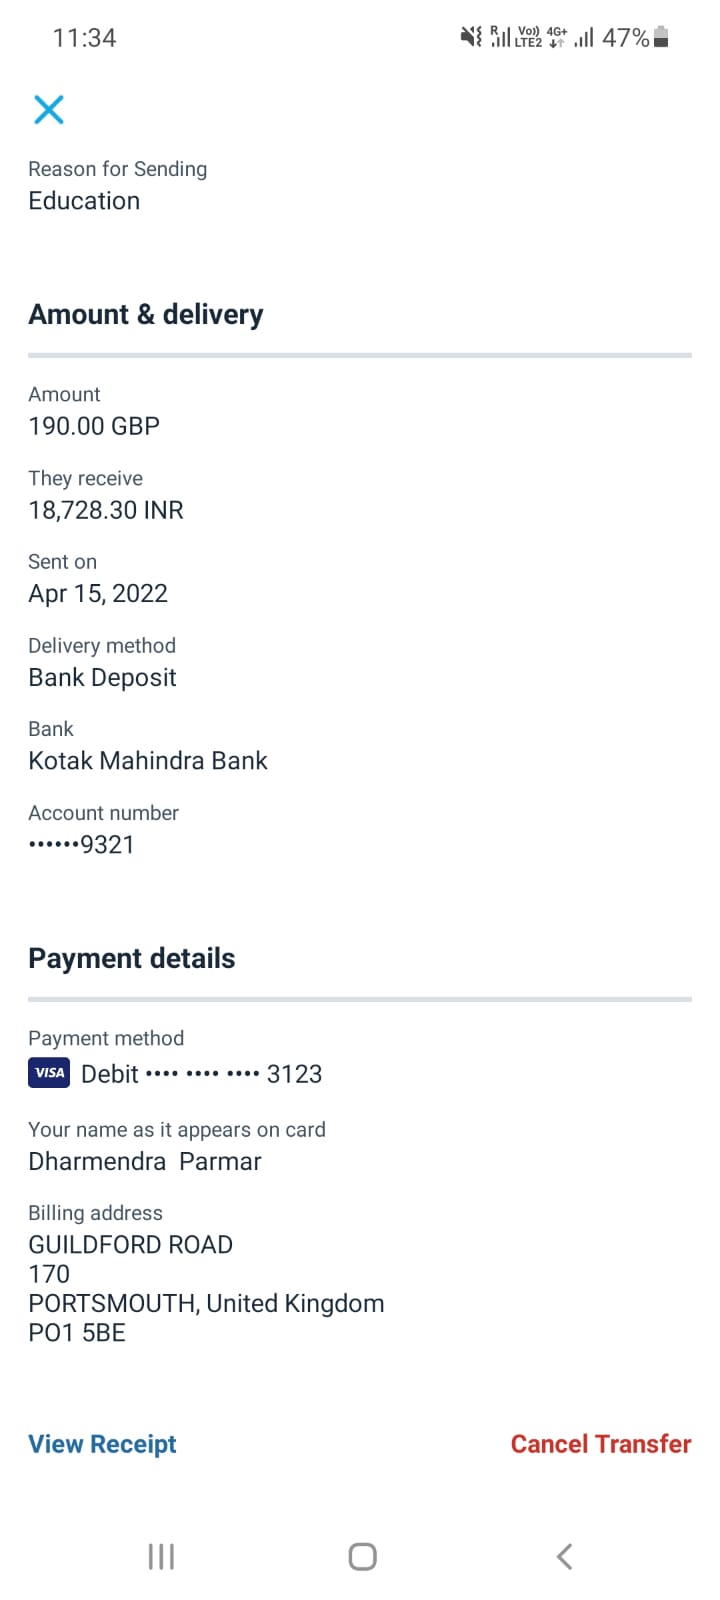 11:34
R Vo)) 4G+ 47%
LTE2
Reason for Sending
Education
Amount & delivery
Amount
190.00 GBP
They receive
18,728.30 INR
Sent on
Apr 15, 2022
Delivery method
Bank Deposit
Bank
Kotak Mahindra Bank
Account number
••••••9321
Payment details
Payment method
VISA Debit •••• •••• •••• 3123
Your name as it appears on card
Dharmendra  Parmar
Billing address
GUILDFORD ROAD
170
PORTSMOUTH, United Kingdom
PO1 5BE
View Receipt Cancel Transfer